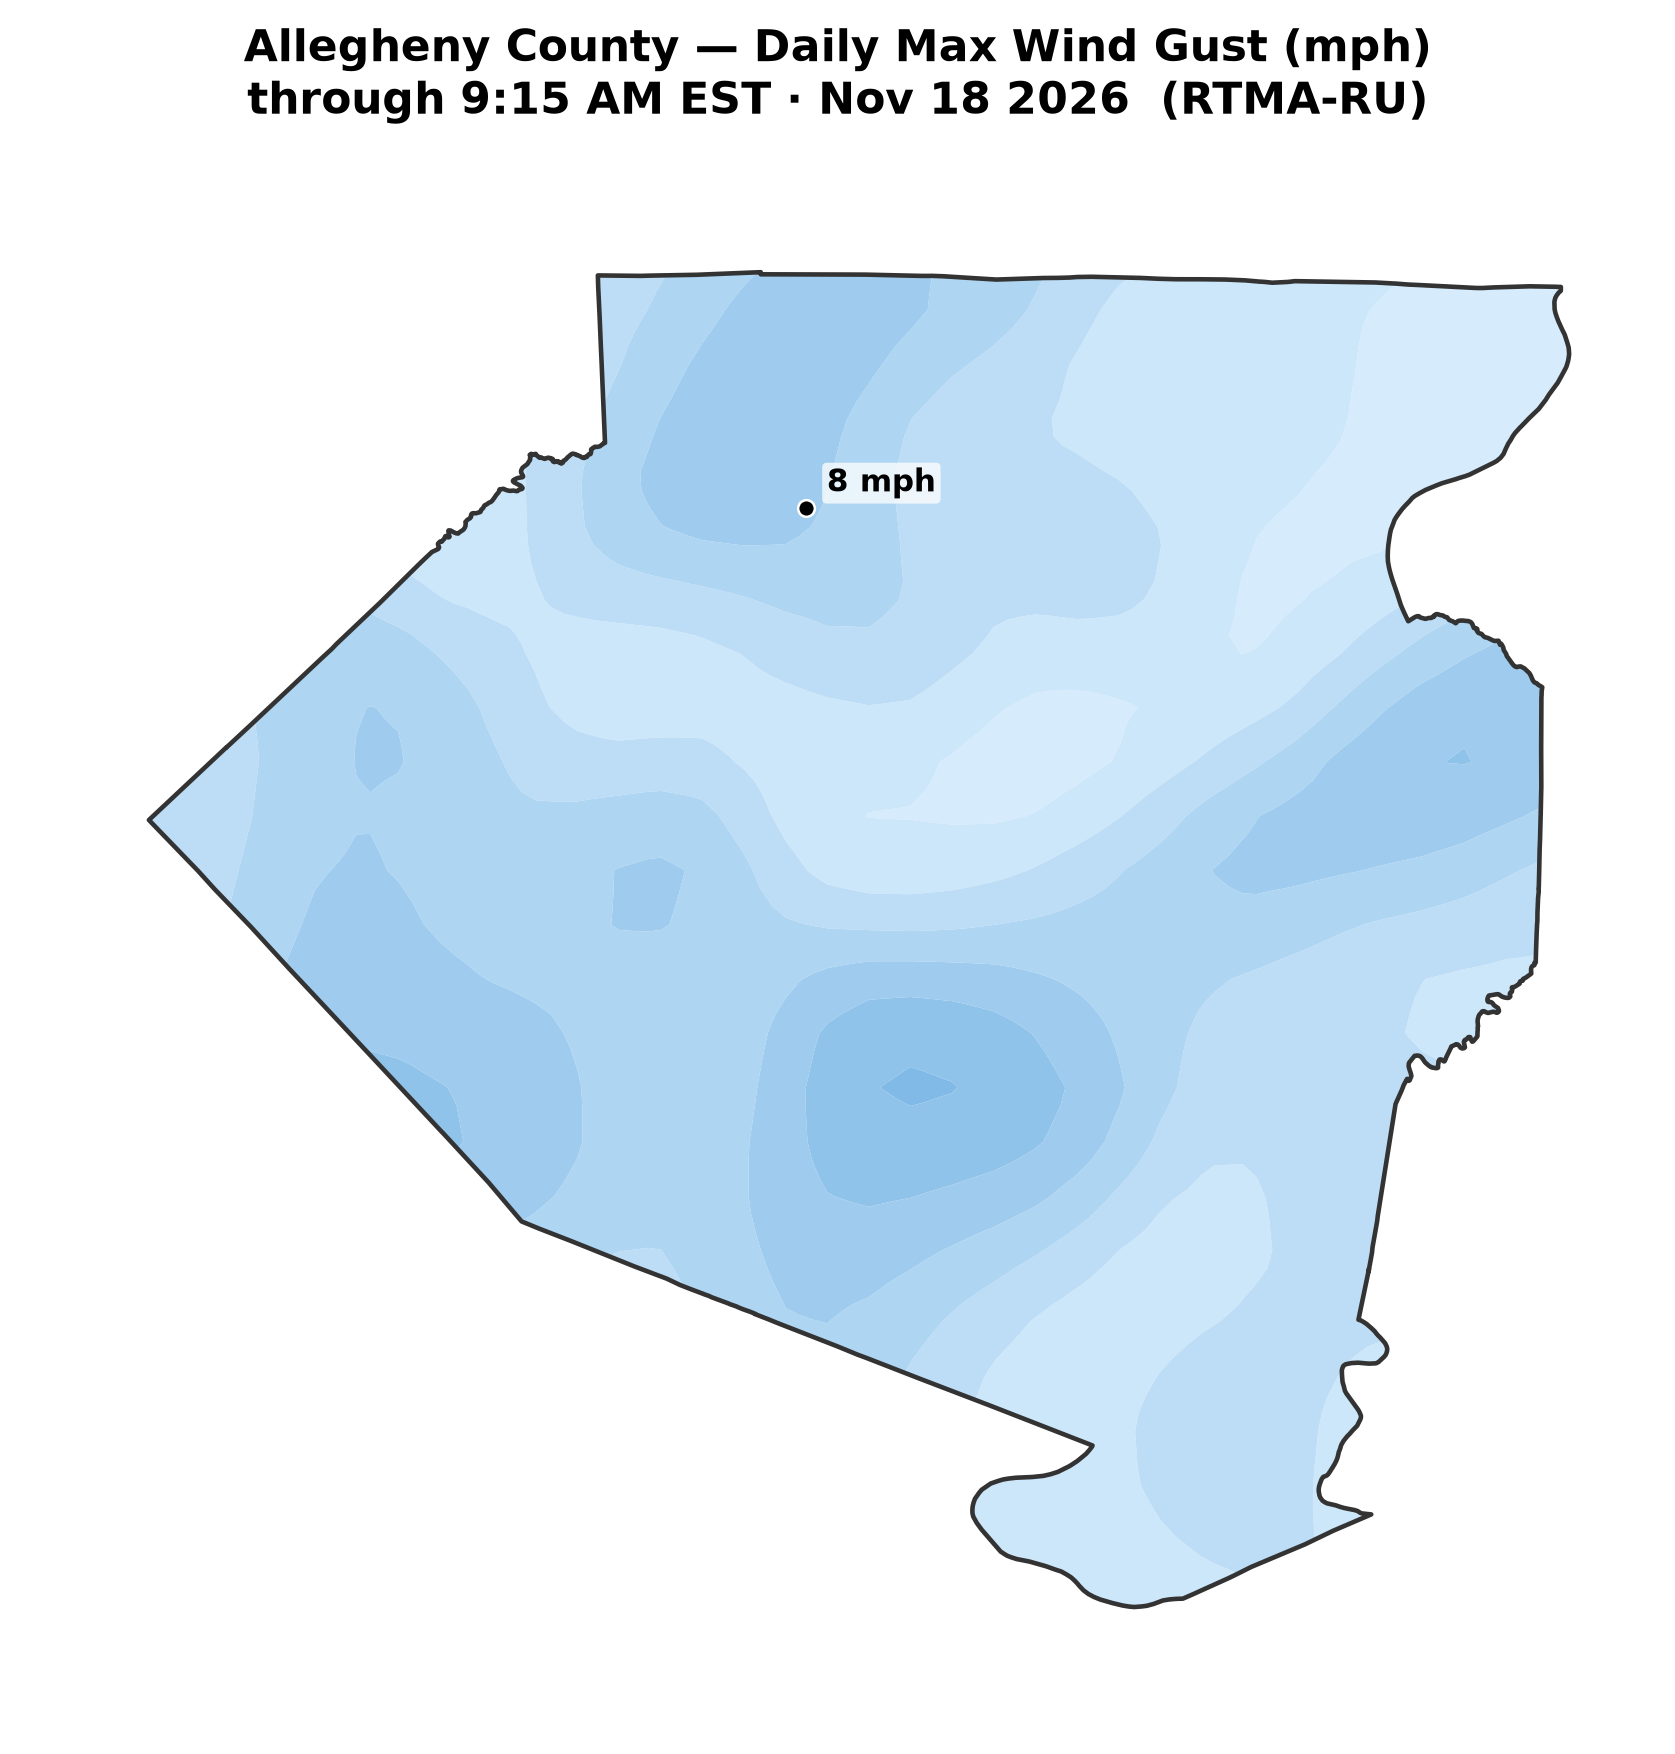 Allegheny County — Daily Max Wind Gust (mph)
through 9:15 AM EST · Nov 18 2026 (RTMA-RU)
8 mph